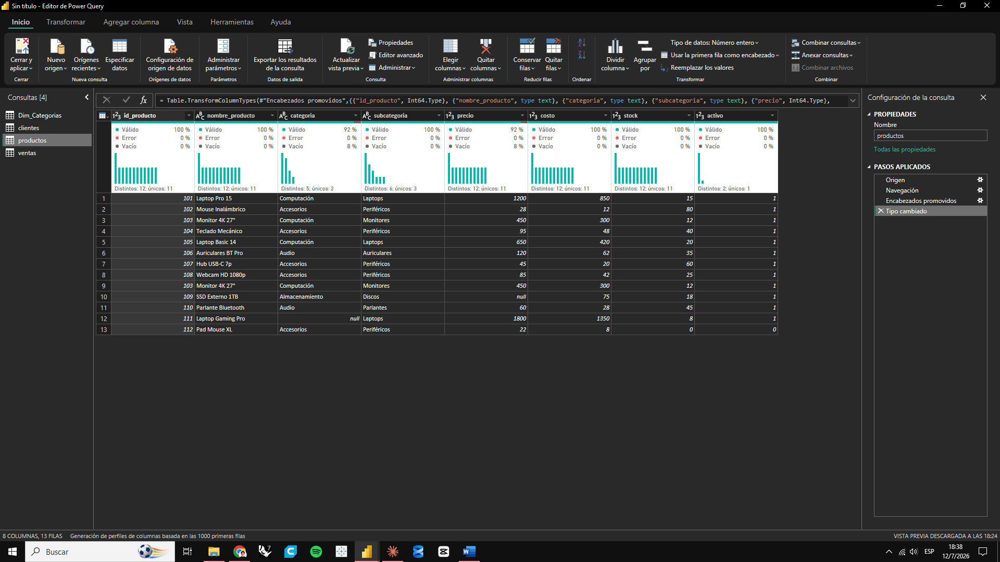 Sin título - Editor de Power Query
Inicio Transformar Agregar columna Vista Herramientas Ayuda
Cerrar y aplicar
Cerrar
Nuevo origen
Orígenes recientes
Especificar datos
Nueva consulta
Configuración de origen de datos
Orígenes de datos
Administrar parámetros
Parámetros
Exportar los resultados de la consulta
Datos de salida
Actualizar vista previa
Propiedades
Editor avanzado
Administrar
Consulta
Elegir columnas
Quitar columnas
Administrar columnas
Conservar filas
Quitar filas
Reducir filas
Ordenar
Dividir columna
Agrupar por
Tipo de datos: Número entero
Usar la primera fila como encabezado
Reemplazar los valores
Transformar
Combinar consultas
Anexar consultas
Combinar archivos
Combinar
Consultas [4]
Dim_Categorias
clientes
productos
ventas
fx = Table.TransformColumnTypes(#"Encabezados promovidos",{{"id_producto", Int64.Type}, {"nombre_producto", type text}, {"categoria", type text}, {"subcategoria", type text}, {"precio", Int64.Type},
id_producto nombre_producto categoria subcategoria precio costo stock activo
Válido 100 % Válido 100 % Válido 92 % Válido 100 % Válido 92 % Válido 100 % Válido 100 % Válido 100 %
Error 0 % Error 0 % Error 0 % Error 0 % Error 0 % Error 0 % Error 0 % Error 0 %
Vacío 0 % Vacío 0 % Vacío 8 % Vacío 0 % Vacío 8 % Vacío 0 % Vacío 0 % Vacío 0 %
Distintos: 12; únicos: 11 Distintos: 12; únicos: 11 Distintos: 5; únicos: 2 Distintos: 6; únicos: 3 Distintos: 12; únicos: 11 Distintos: 12; únicos: 11 Distintos: 12; únicos: 11 Distintos: 2; únicos: 1
1 101 Laptop Pro 15 Computación Laptops 1200 850 15 1
2 102 Mouse Inalámbrico Accesorios Periféricos 28 12 80 1
3 103 Monitor 4K 27" Computación Monitores 450 300 12 1
4 104 Teclado Mecánico Accesorios Periféricos 95 48 40 1
5 105 Laptop Basic 14 Computación Laptops 650 420 20 1
6 106 Auriculares BT Pro Audio Auriculares 120 62 35 1
7 107 Hub USB-C 7p Accesorios Periféricos 45 20 60 1
8 108 Webcam HD 1080p Accesorios Periféricos 85 42 25 1
9 103 Monitor 4K 27" Computación Monitores 450 300 12 1
10 109 SSD Externo 1TB Almacenamiento Discos null 75 18 1
11 110 Parlante Bluetooth Audio Parlantes 60 28 45 1
12 111 Laptop Gaming Pro null Laptops 1800 1350 8 1
13 112 Pad Mouse XL Accesorios Periféricos 22 8 0 0
Configuración de la consulta
PROPIEDADES
Nombre
productos
Todas las propiedades
PASOS APLICADOS
Origen
Navegación
Encabezados promovidos
Tipo cambiado
8 COLUMNAS, 13 FILAS Generación de perfiles de columnas basada en las 1000 primeras filas
VISTA PREVIA DESCARGADA A LAS 18:24
Buscar
ESP
18:38
12/7/2026